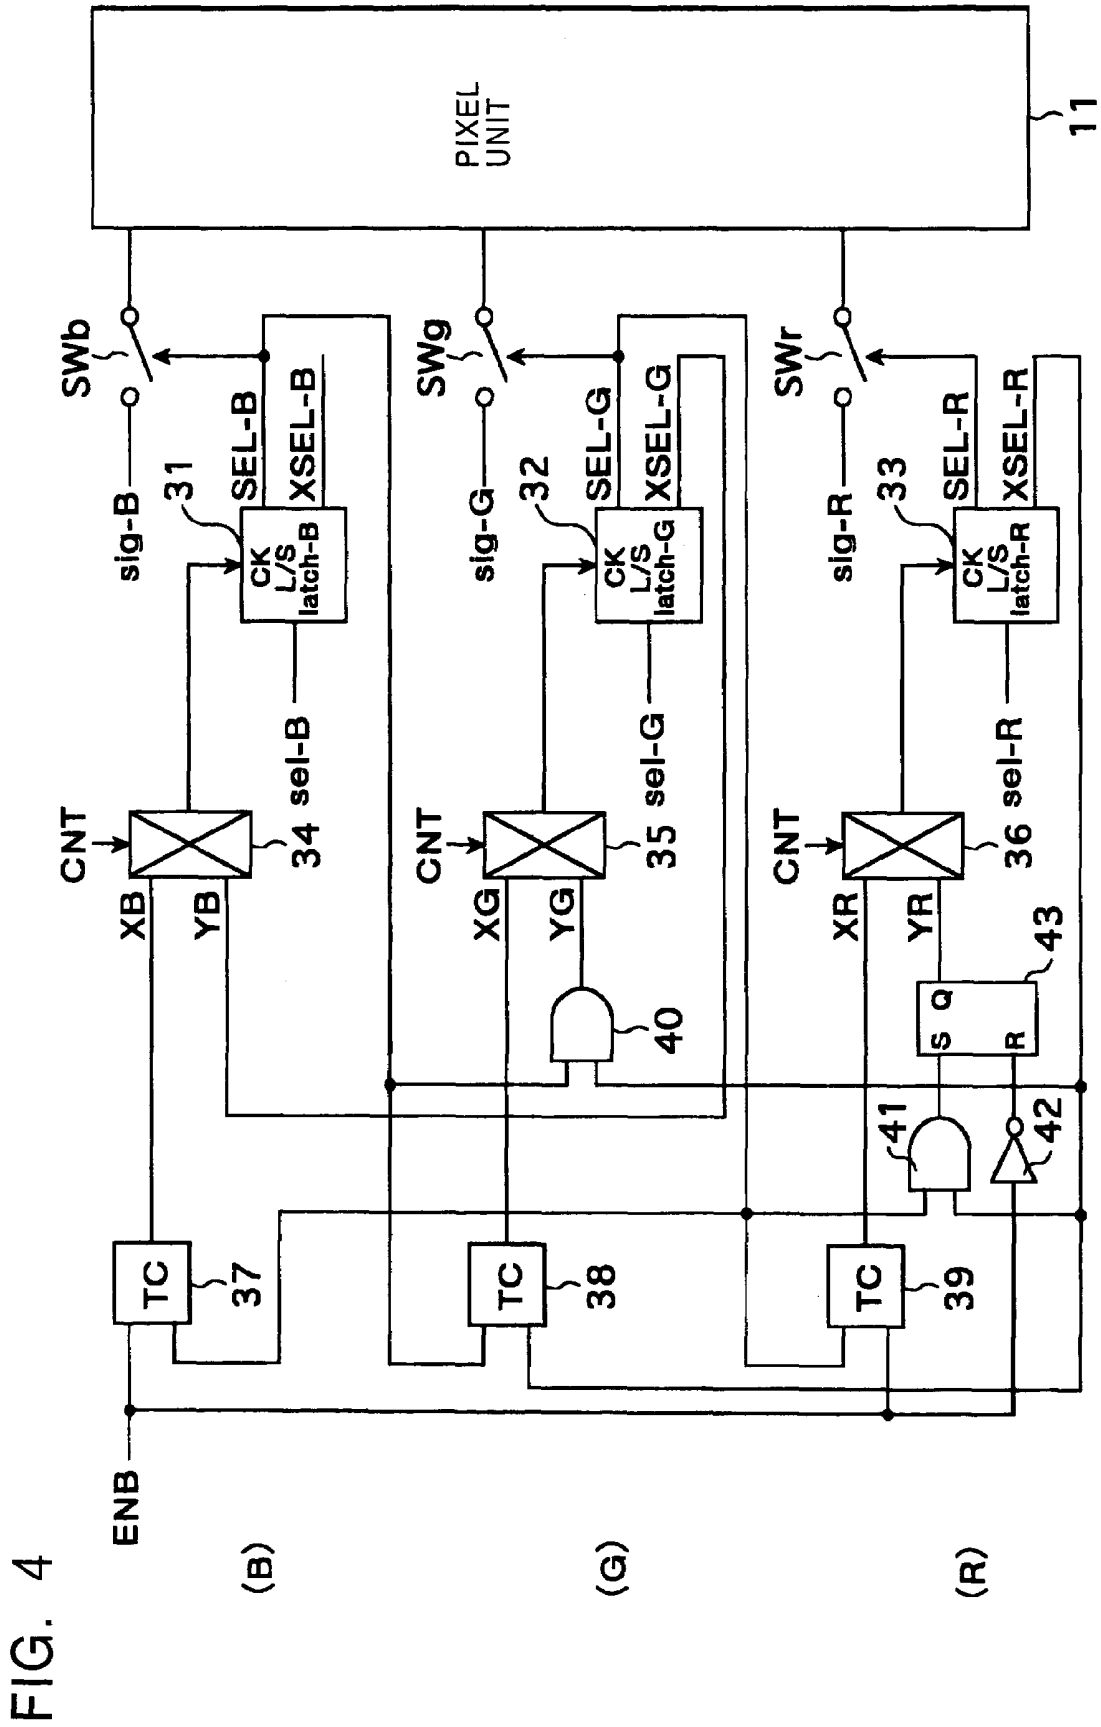 FIG. 4
(B)
ENB
TC
37
XB
YB
CNT
34
sel-B
CK
L/S
latch-B
31
SEL-B
XSEL-B
sig-B
SWb
(G)
TC
38
40
XG
YG
CNT
35
sel-G
CK
L/S
latch-G
32
SEL-G
XSEL-G
sig-G
SWg
(R)
TC
39
41
42
S Q
R
43
XR
YR
CNT
36
sel-R
CK
L/S
latch-R
33
SEL-R
XSEL-R
sig-R
SWr
PIXEL
UNIT
11